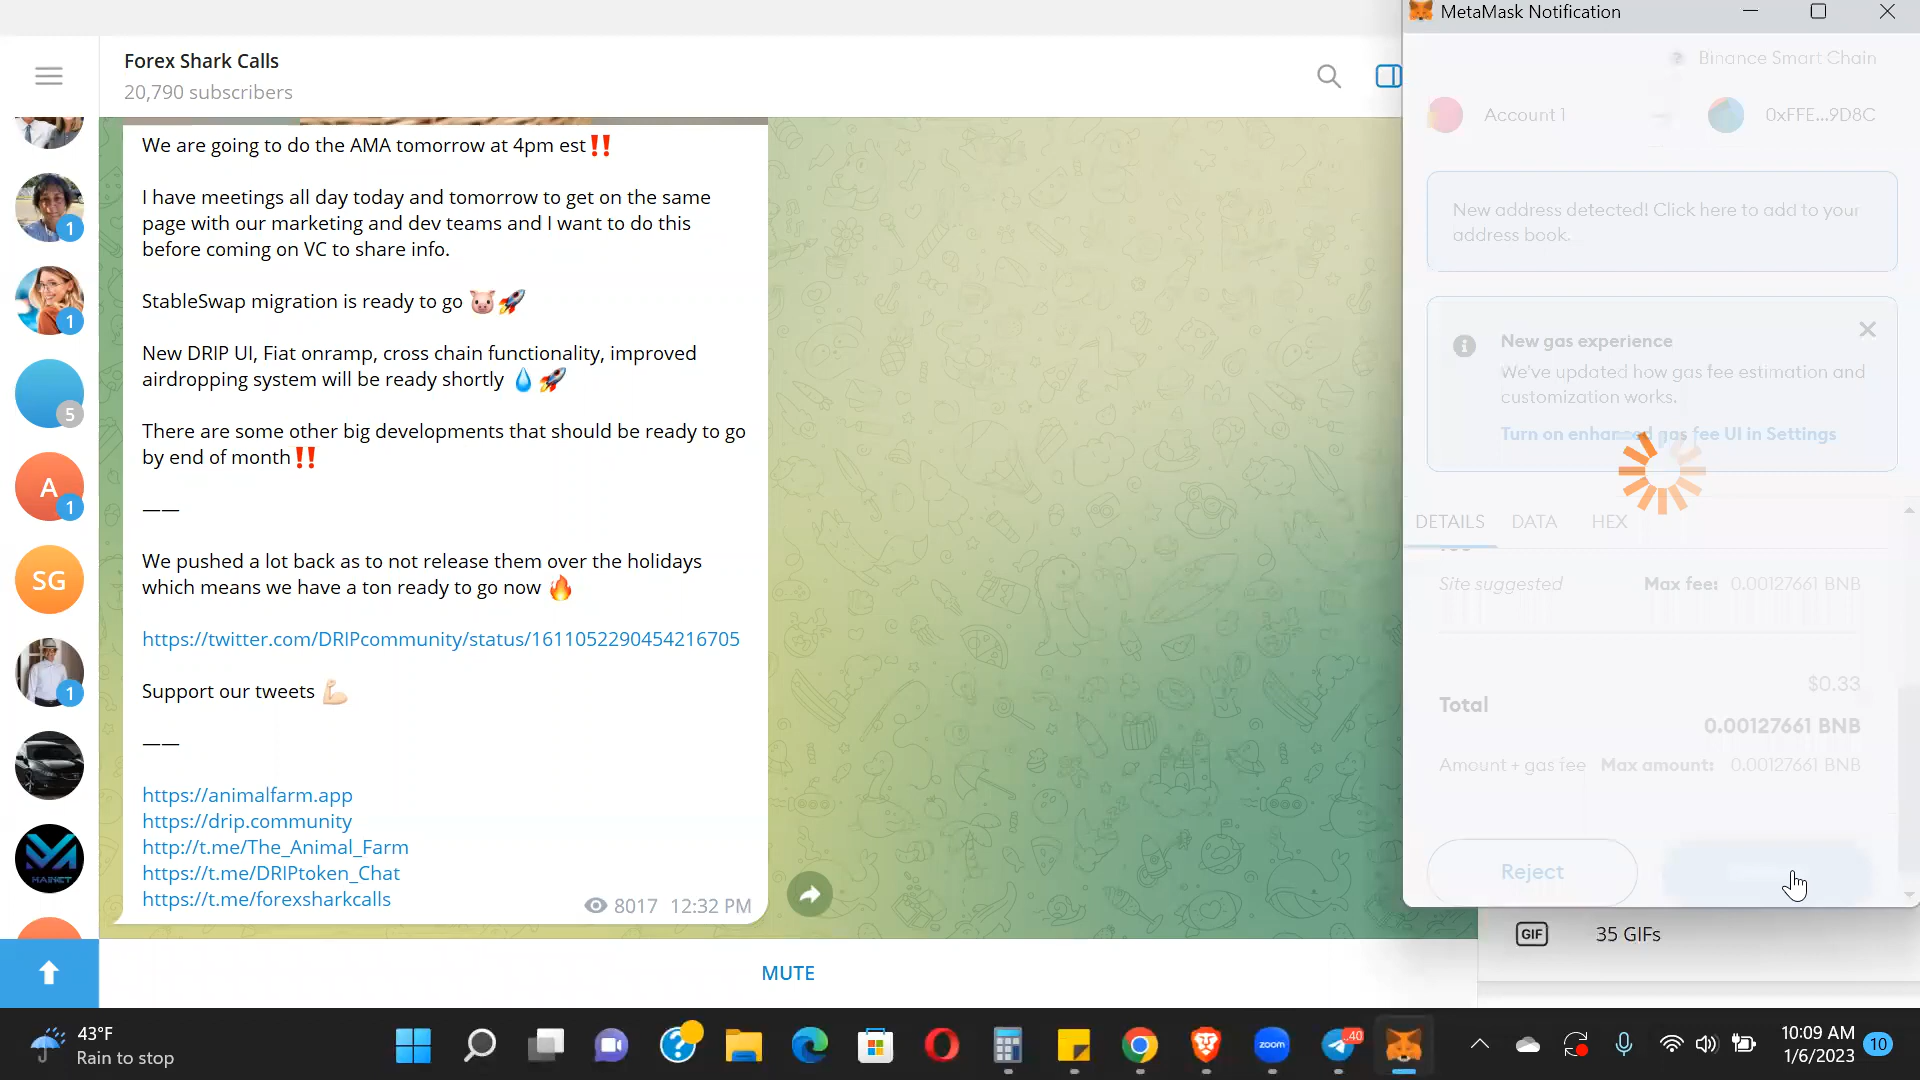 MetaMask Notification
Forex Shark Calls
20,790 subscribers
We are going to do the AMA tomorrow at 4pm est‼️
I have meetings all day today and tomorrow to get on the same
page with our marketing and dev teams and I want to do this
before coming on VC to share info.
StableSwap migration is ready to go 🐷🚀
New DRIP UI, Fiat onramp, cross chain functionality, improved
airdropping system will be ready shortly 💧🚀
There are some other big developments that should be ready to go
by end of month‼️
——
We pushed a lot back as to not release them over the holidays
which means we have a ton ready to go now 🔥
https://twitter.com/DRIPcommunity/status/1611052290454216705
Support our tweets 💪🏻
——
https://animalfarm.app
https://drip.community
http://t.me/The_Animal_Farm
https://t.me/DRIPtoken_Chat
https://t.me/forexsharkcalls
8017 12:32 PM
MUTE
1
1
5
A
1
SG
1
HAINET
Binance Smart Chain
Account 1
0xFFE...9D8C
New address detected! Click here to add to your
address book.
New gas experience
We've updated how gas fee estimation and
customization works.
Turn on enhanced gas fee UI in Settings
DETAILS DATA HEX
Site suggested Max fee: 0.00127661 BNB
$0.33
Total
0.00127661 BNB
Amount + gas fee Max amount: 0.00127661 BNB
Reject
GIF 35 GIFs
43°F
Rain to stop
zoom
..40
10:09 AM
1/6/2023
10